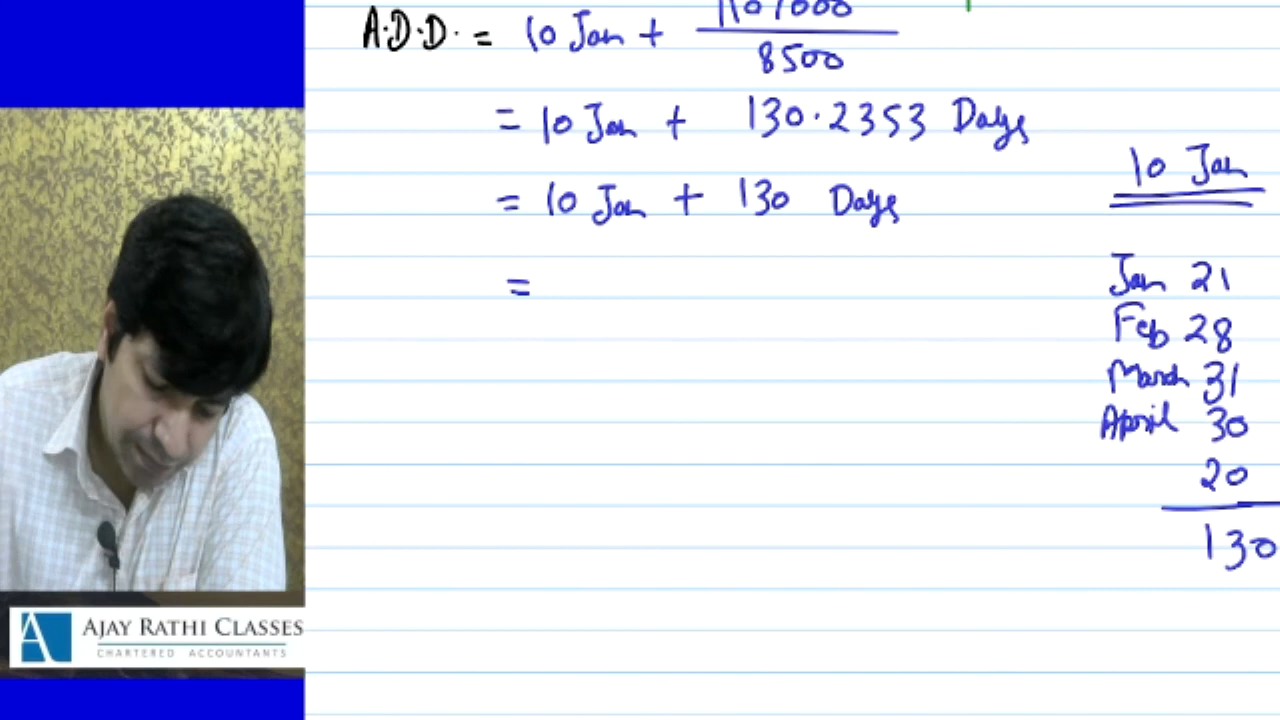 A.D.D. = 10 Jan + 1107000
8500
= 10 Jan + 130.2353 Days
= 10 Jan + 130 Days
=
10 Jan
Jan 21
Feb 28
March 31
April 30
20
130
AJAY RATHI CLASSES
CHARTERED ACCOUNTANTS